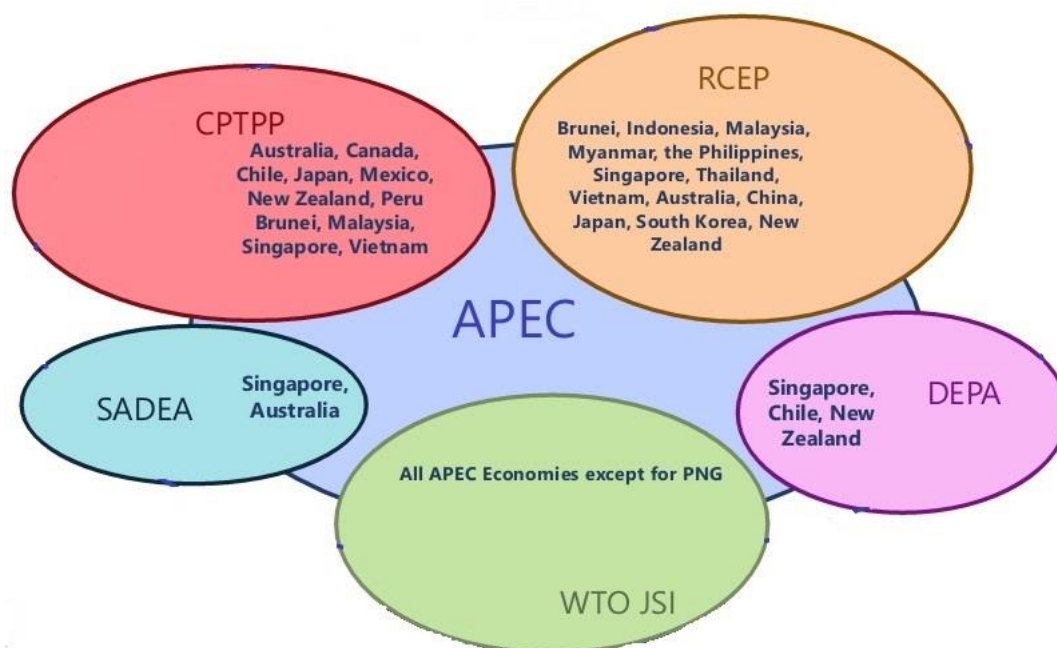 CPTPP
Australia, Canada,
Chile, Japan, Mexico,
New Zealand, Peru
Brunei, Malaysia,
Singapore, Vietnam
RCEP
Brunei, Indonesia, Malaysia,
Myanmar, the Philippines,
Singapore, Thailand,
Vietnam, Australia, China,
Japan, South Korea, New
Zealand
APEC
SADEA
Singapore,
Australia
Singapore,
Chile, New
Zealand
DEPA
All APEC Economies except for PNG
WTO JSI